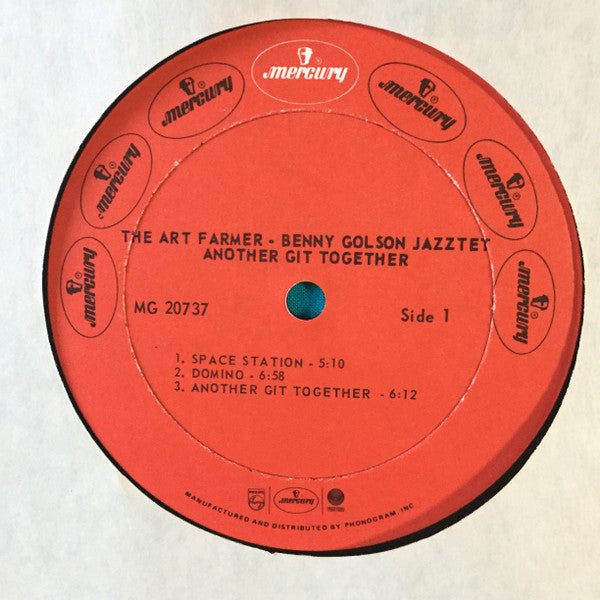 mercury
mercury
mercury
mercury
mercury
mercury
mercury
THE ART FARMER - BENNY GOLSON JAZZTET
ANOTHER GIT TOGETHER
MG 20737
Side 1
1. SPACE STATION - 5:10
2. DOMINO - 6:58
3. ANOTHER GIT TOGETHER - 6:12
PHILIPS
mercury
MANUFACTURED AND DISTRIBUTED BY PHONOGRAM, INC